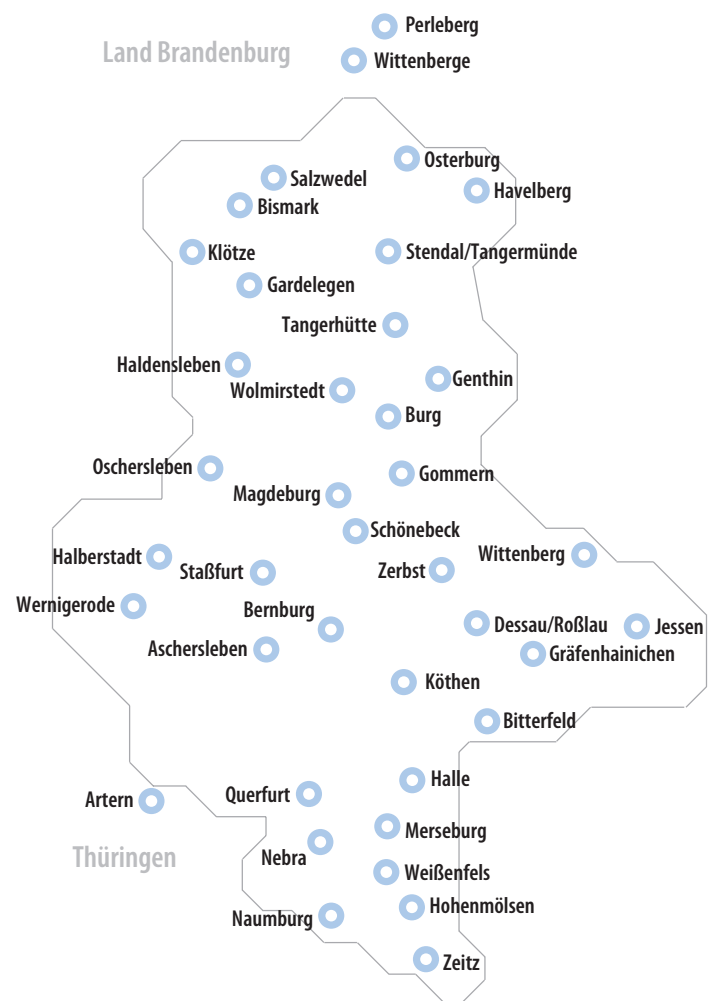 Perleberg
Land Brandenburg
Wittenberge
Osterburg
Salzwedel
Havelberg
Bismark
Klötze
Stendal/Tangermünde
Gardelegen
Tangerhütte
Haldensleben
Genthin
Wolmirstedt
Burg
Oschersleben
Gommern
Magdeburg
Schönebeck
Halberstadt
Wittenberg
Staßfurt
Zerbst
Wernigerode
Bernburg
Dessau/Roßlau
Jessen
Aschersleben
Gräfenhainichen
Köthen
Bitterfeld
Halle
Querfurt
Artern
Merseburg
Thüringen
Nebra
Weißenfels
Hohenmölsen
Naumburg
Zeitz